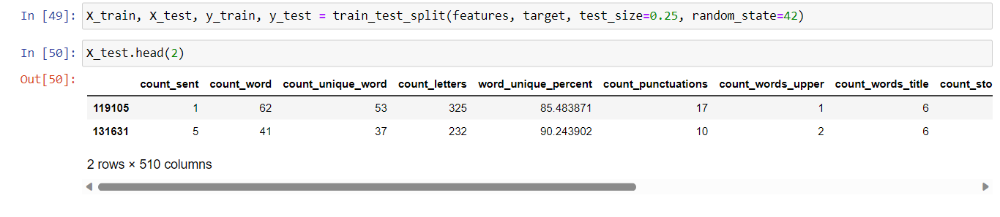 In [49]: X_train, X_test, y_train, y_test = train_test_split(features, target, test_size=0.25, random_state=42)
In [50]: X_test.head(2)
Out[50]:
count_sent count_word count_unique_word count_letters word_unique_percent count_punctuations count_words_upper count_words_title count_sto
119105 1 62 53 325 85.483871 17 1 6
131631 5 41 37 232 90.243902 10 2 6
2 rows × 510 columns